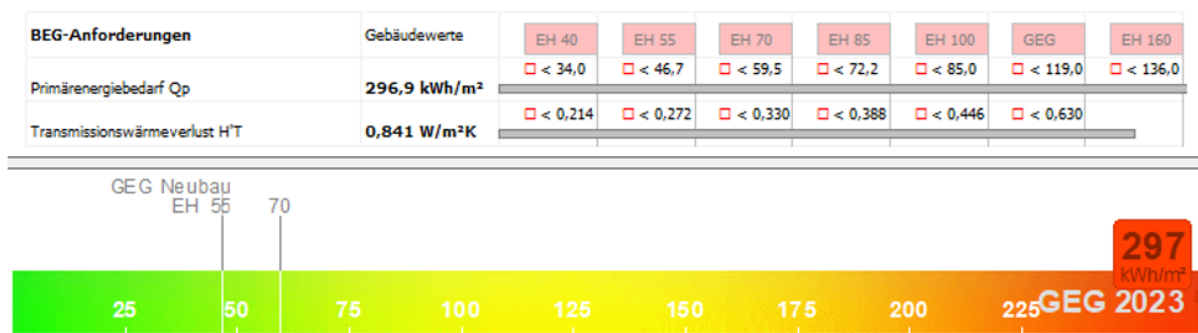 BEG-Anforderungen Gebäudewerte EH 40 EH 55 EH 70 EH 85 EH 100 GEG EH 160
Primärenergiebedarf Qp 296,9 kWh/m² < 34,0 < 46,7 < 59,5 < 72,2 < 85,0 < 119,0 < 136,0
Transmissionswärmeverlust H'T 0,841 W/m²K < 0,214 < 0,272 < 0,330 < 0,388 < 0,446 < 0,630
GEG Neubau
EH 55 70
297
kWh/m²
25 50 75 100 125 150 175 200 225 GEG 2023